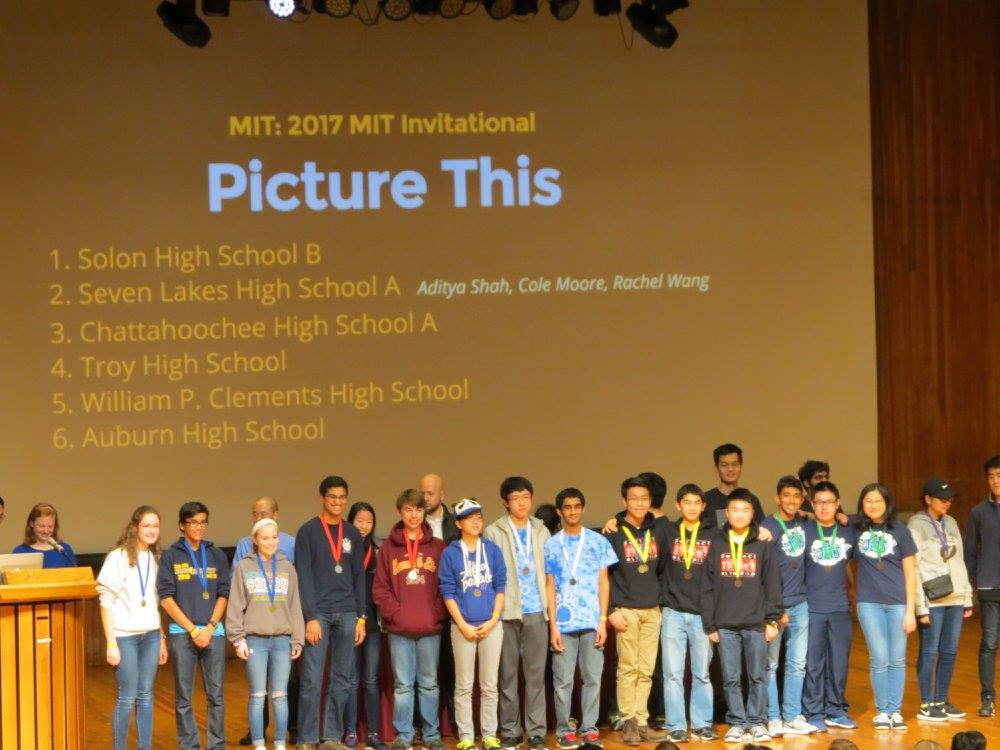 MIT: 2017 MIT Invitational
Picture This
1. Solon High School B
2. Seven Lakes High School A Aditya Shah, Cole Moore, Rachel Wang
3. Chattahoochee High School A
4. Troy High School
5. William P. Clements High School
6. Auburn High School